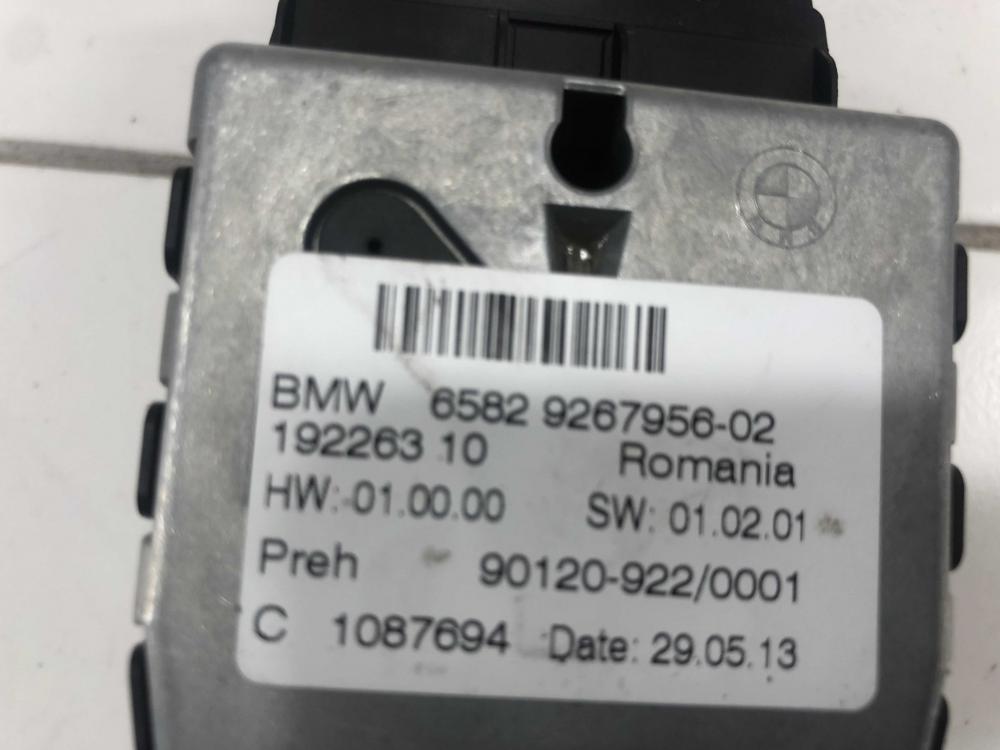 BMW 6582 9267956-02
192263 10 Romania
HW: 01.00.00 SW: 01.02.01
Preh 90120-922/0001
C 1087694 Date: 29.05.13